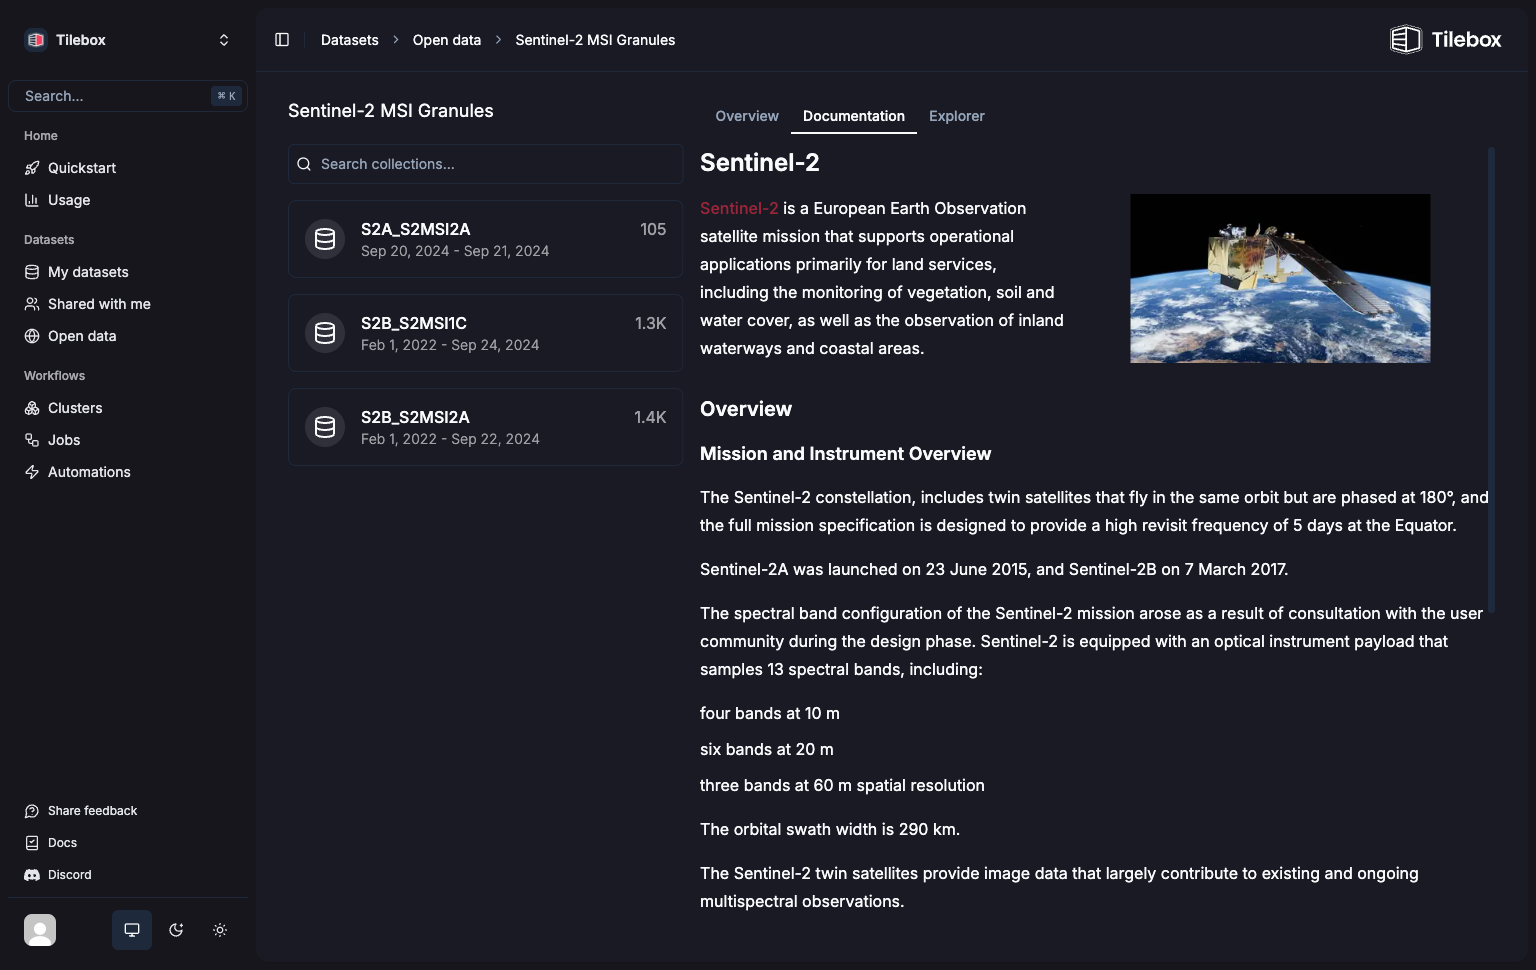 Tilebox
Search...
⌘ K
Home
Quickstart
Usage
Datasets
My datasets
Shared with me
Open data
Workflows
Clusters
Jobs
Automations
Share feedback
Docs
Discord
Datasets > Open data > Sentinel-2 MSI Granules
Tilebox
Sentinel-2 MSI Granules
Search collections...
S2A_S2MSI2A 105
Sep 20, 2024 - Sep 21, 2024
S2B_S2MSI1C 1.3K
Feb 1, 2022 - Sep 24, 2024
S2B_S2MSI2A 1.4K
Feb 1, 2022 - Sep 22, 2024
Overview Documentation Explorer
Sentinel-2
Sentinel-2 is a European Earth Observation
satellite mission that supports operational
applications primarily for land services,
including the monitoring of vegetation, soil and
water cover, as well as the observation of inland
waterways and coastal areas.
Overview
Mission and Instrument Overview
The Sentinel-2 constellation, includes twin satellites that fly in the same orbit but are phased at 180°, and
the full mission specification is designed to provide a high revisit frequency of 5 days at the Equator.
Sentinel-2A was launched on 23 June 2015, and Sentinel-2B on 7 March 2017.
The spectral band configuration of the Sentinel-2 mission arose as a result of consultation with the user
community during the design phase. Sentinel-2 is equipped with an optical instrument payload that
samples 13 spectral bands, including:
four bands at 10 m
six bands at 20 m
three bands at 60 m spatial resolution
The orbital swath width is 290 km.
The Sentinel-2 twin satellites provide image data that largely contribute to existing and ongoing
multispectral observations.